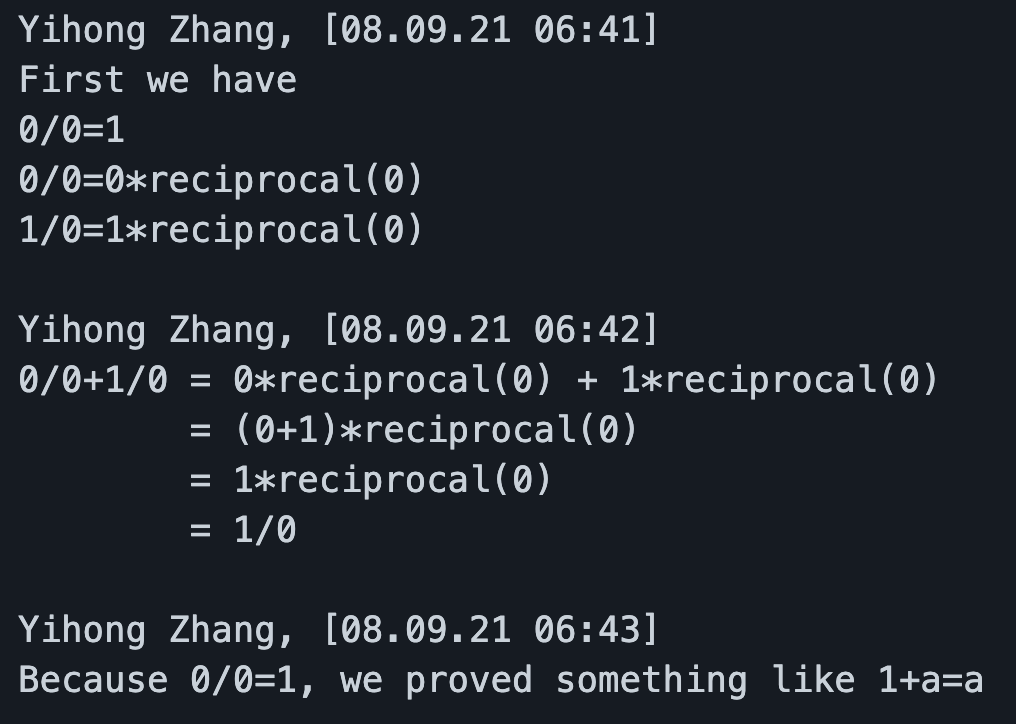 Yihong Zhang, [08.09.21 06:41]
First we have
0/0=1
0/0=0*reciprocal(0)
1/0=1*reciprocal(0)

Yihong Zhang, [08.09.21 06:42]
0/0+1/0 = 0*reciprocal(0) + 1*reciprocal(0)
        = (0+1)*reciprocal(0)
        = 1*reciprocal(0)
        = 1/0

Yihong Zhang, [08.09.21 06:43]
Because 0/0=1, we proved something like 1+a=a